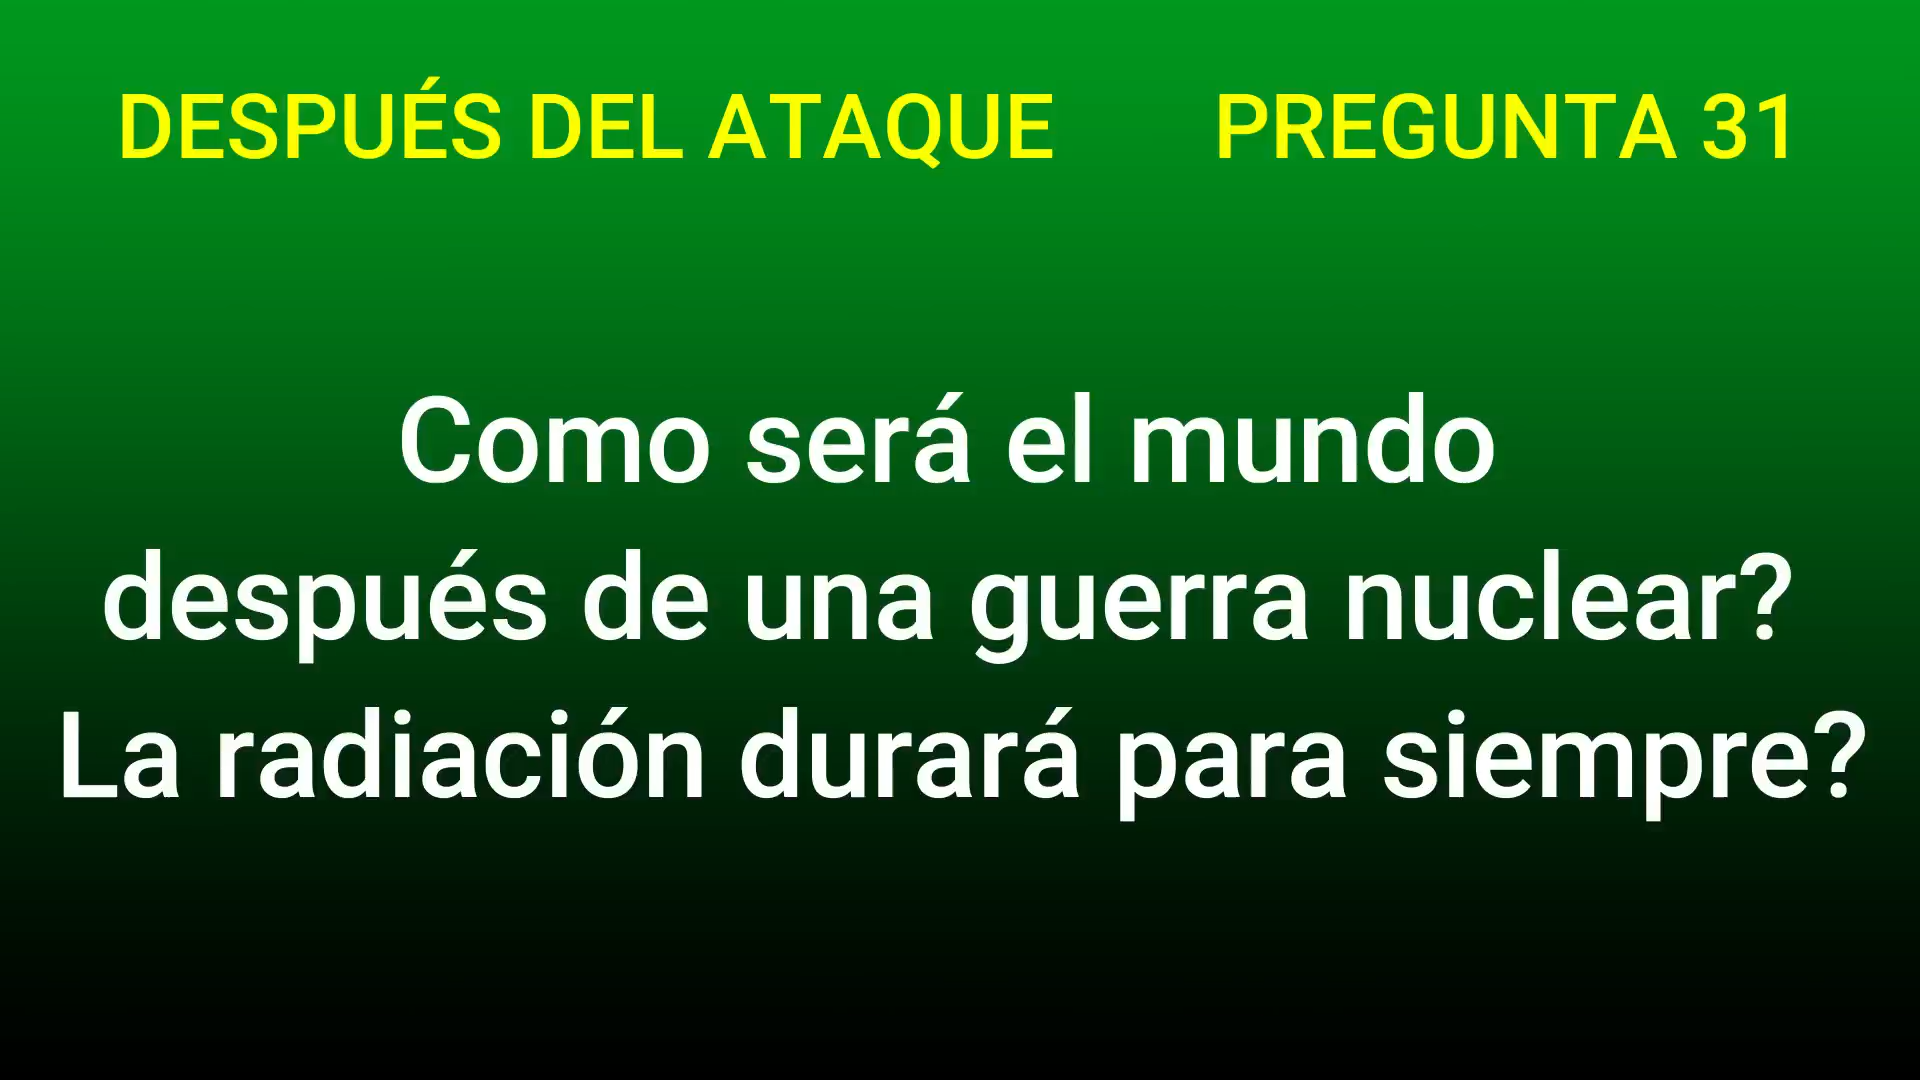 DESPUÉS DEL ATAQUE PREGUNTA 31
Como será el mundo
después de una guerra nuclear?
La radiación durará para siempre?